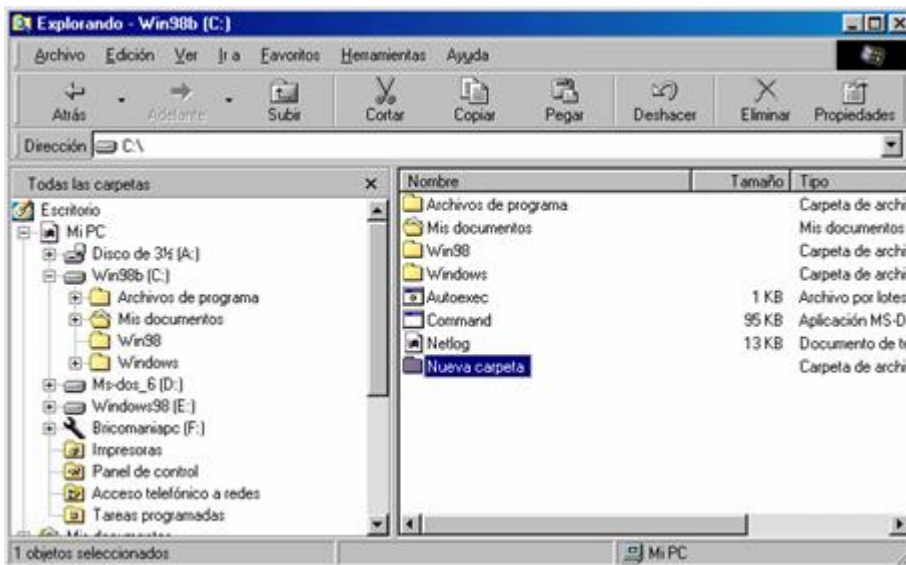 Explorando - Win98b (C:)
Archivo Edición Ver Ir a Favoritos Herramientas Ayuda
Atrás Adelante Subir Cortar Copiar Pegar Deshacer Eliminar Propiedades
Dirección C:\
Todas las carpetas
Escritorio
Mi PC
Disco de 3½ (A:)
Win98b (C:)
Archivos de programa
Mis documentos
Win98
Windows
Ms-dos_6 (D:)
Windows98 (E:)
Bricomaniapc (F:)
Impresoras
Panel de control
Acceso telefónico a redes
Tareas programadas
Mis documentos
Nombre Tamaño Tipo
Archivos de programa Carpeta de archi
Mis documentos Mis documentos
Win98 Carpeta de archi
Windows Carpeta de archi
Autoexec 1 KB Archivo por lotes
Command 95 KB Aplicación MS-D
Netlog 13 KB Documento de te
Nueva carpeta Carpeta de archi
1 objetos seleccionados Mi PC